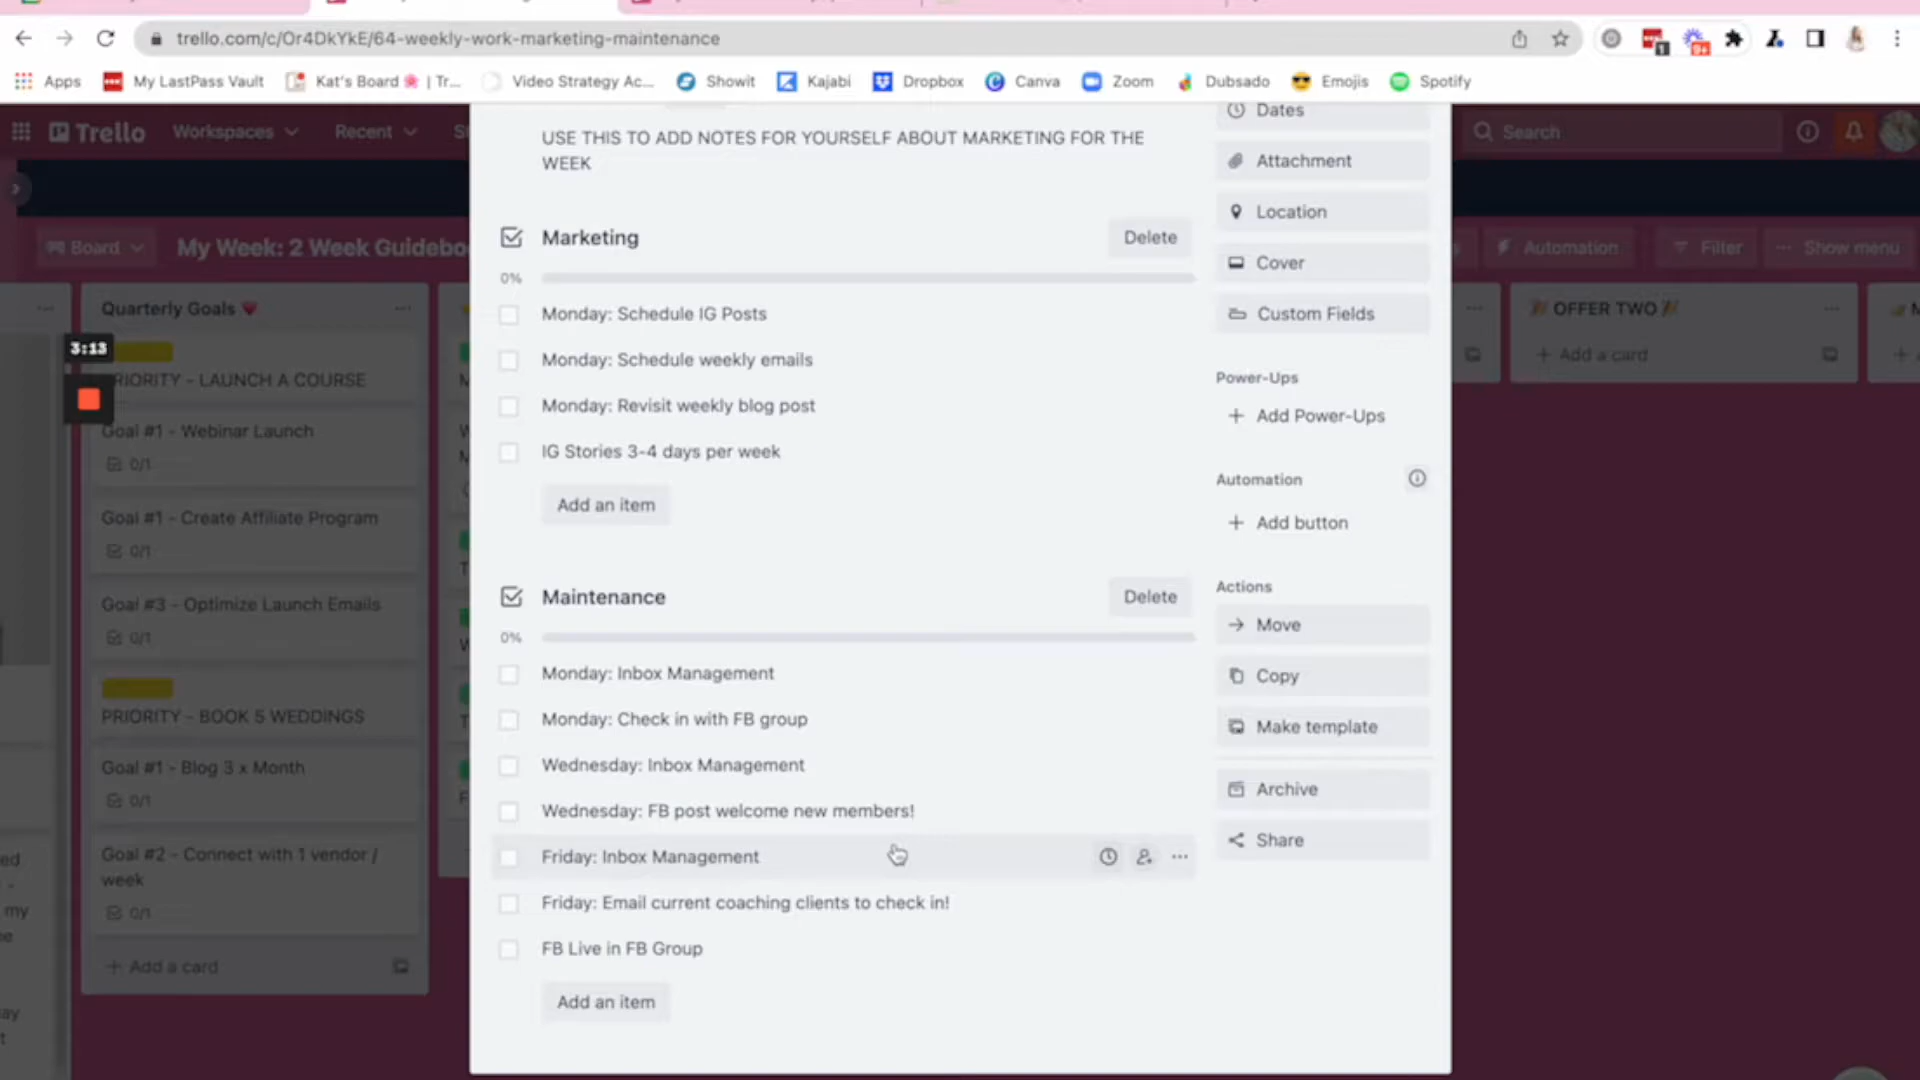 trello.com/c/Or4DkYkE/64-weekly-work-marketing-maintenance
1
9+
Apps
My LastPass Vault
Kat's Board 🌸 | Tr...
Video Strategy Ac...
Showit
Kajabi
Dropbox
Canva
Zoom
Dubsado
Emojis
Spotify
Trello
Workspaces
Recent
Search
Board
My Week: 2 Week Guidebo
Automation
Filter
Show menu
Quarterly Goals
3:13
RIORITY - LAUNCH A COURSE
Goal #1 - Webinar Launch
0/1
Goal #1 - Create Affiliate Program
0/1
Goal #3 - Optimize Launch Emails
0/1
PRIORITY - BOOK 5 WEDDINGS
Goal #1 - Blog 3 x Month
0/1
Goal #2 - Connect with 1 vendor /
week
0/1
+ Add a card
my
USE THIS TO ADD NOTES FOR YOURSELF ABOUT MARKETING FOR THE
WEEK
Marketing
Delete
0%
Monday: Schedule IG Posts
Monday: Schedule weekly emails
Monday: Revisit weekly blog post
IG Stories 3-4 days per week
Add an item
Maintenance
Delete
0%
Monday: Inbox Management
Monday: Check in with FB group
Wednesday: Inbox Management
Wednesday: FB post welcome new members!
Friday: Inbox Management
Friday: Email current coaching clients to check in!
FB Live in FB Group
Add an item
Dates
Attachment
Location
Cover
Custom Fields
Power-Ups
+ Add Power-Ups
Automation
+ Add button
Actions
Move
Copy
Make template
Archive
Share
OFFER TWO
+ Add a card